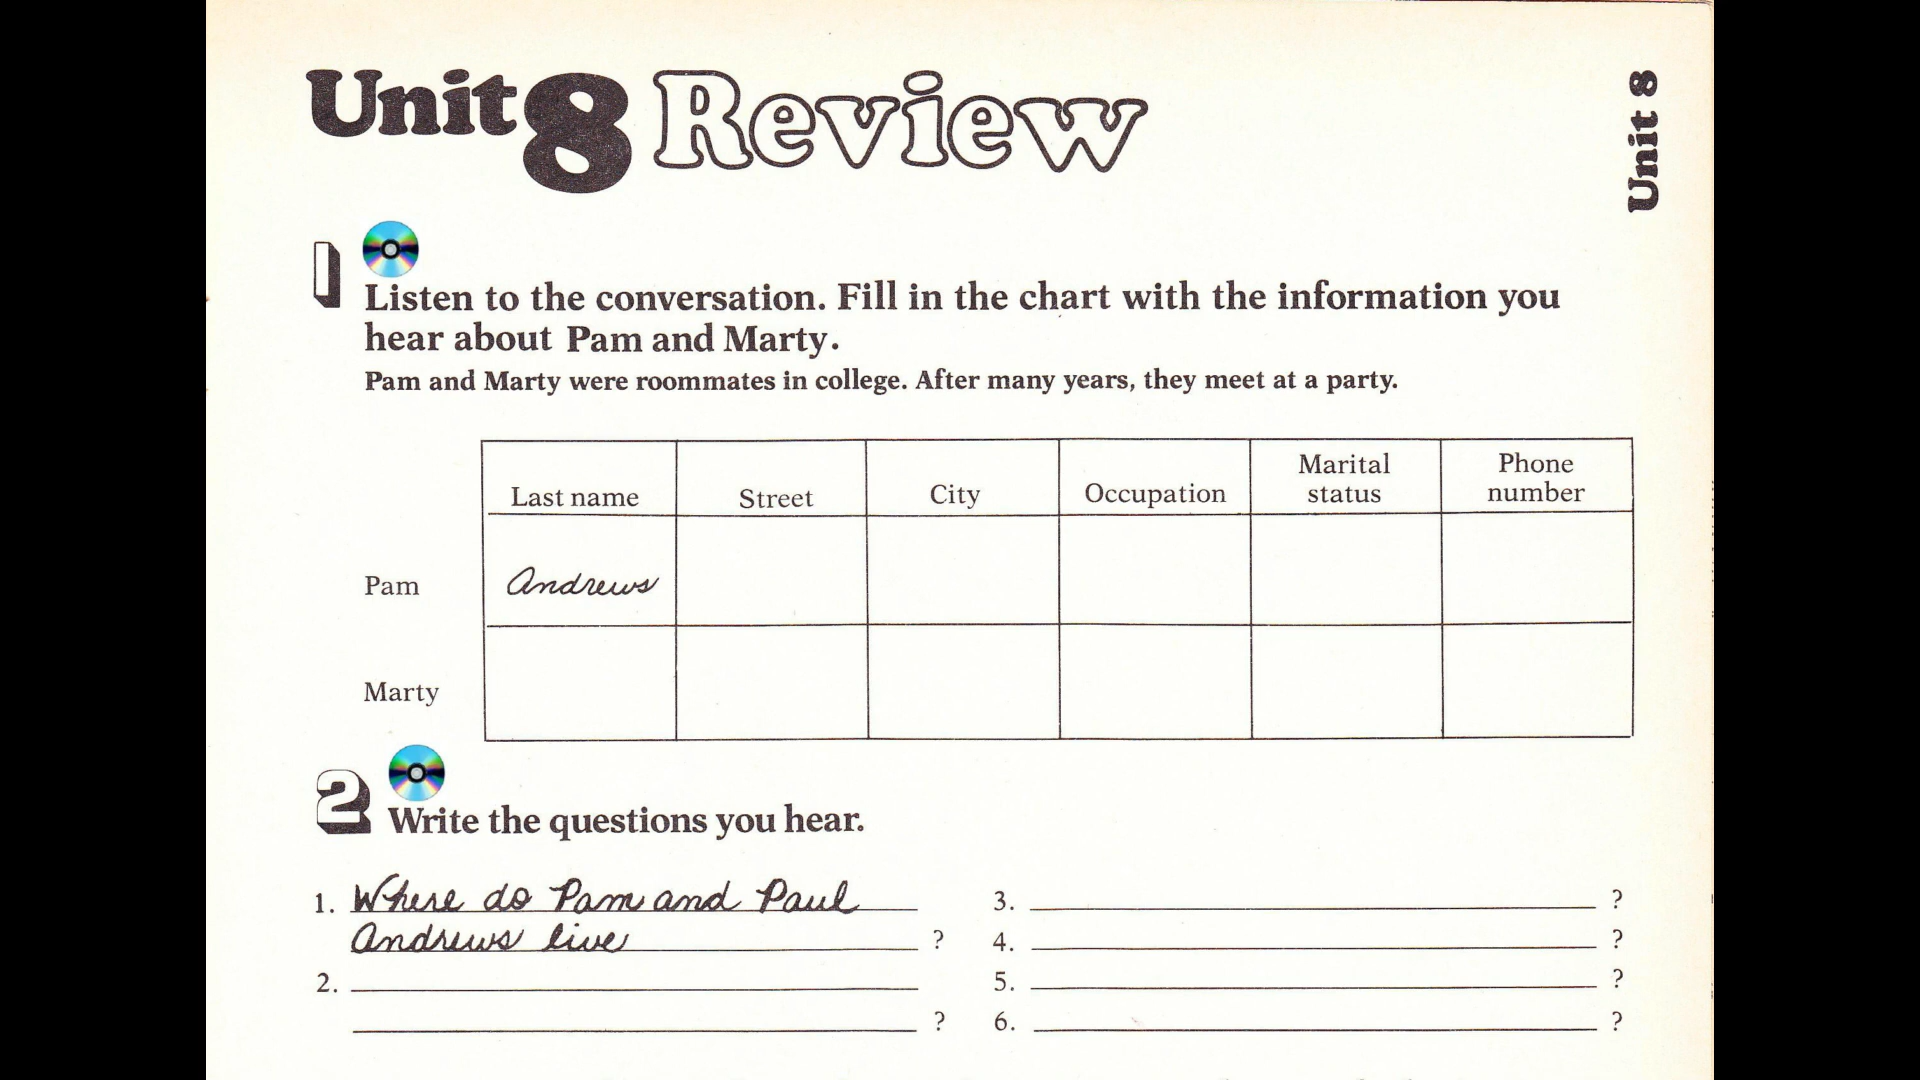 Unit 8 Review
Unit 8
1
Listen to the conversation. Fill in the chart with the information you
hear about Pam and Marty.
Pam and Marty were roommates in college. After many years, they meet at a party.
Last name Street City Occupation Marital status Phone number
Pam Andrews
Marty
2 Write the questions you hear.
1. Where do Pam and Paul
Andrews live ?
2.
?
3. ?
4. ?
5. ?
6. ?